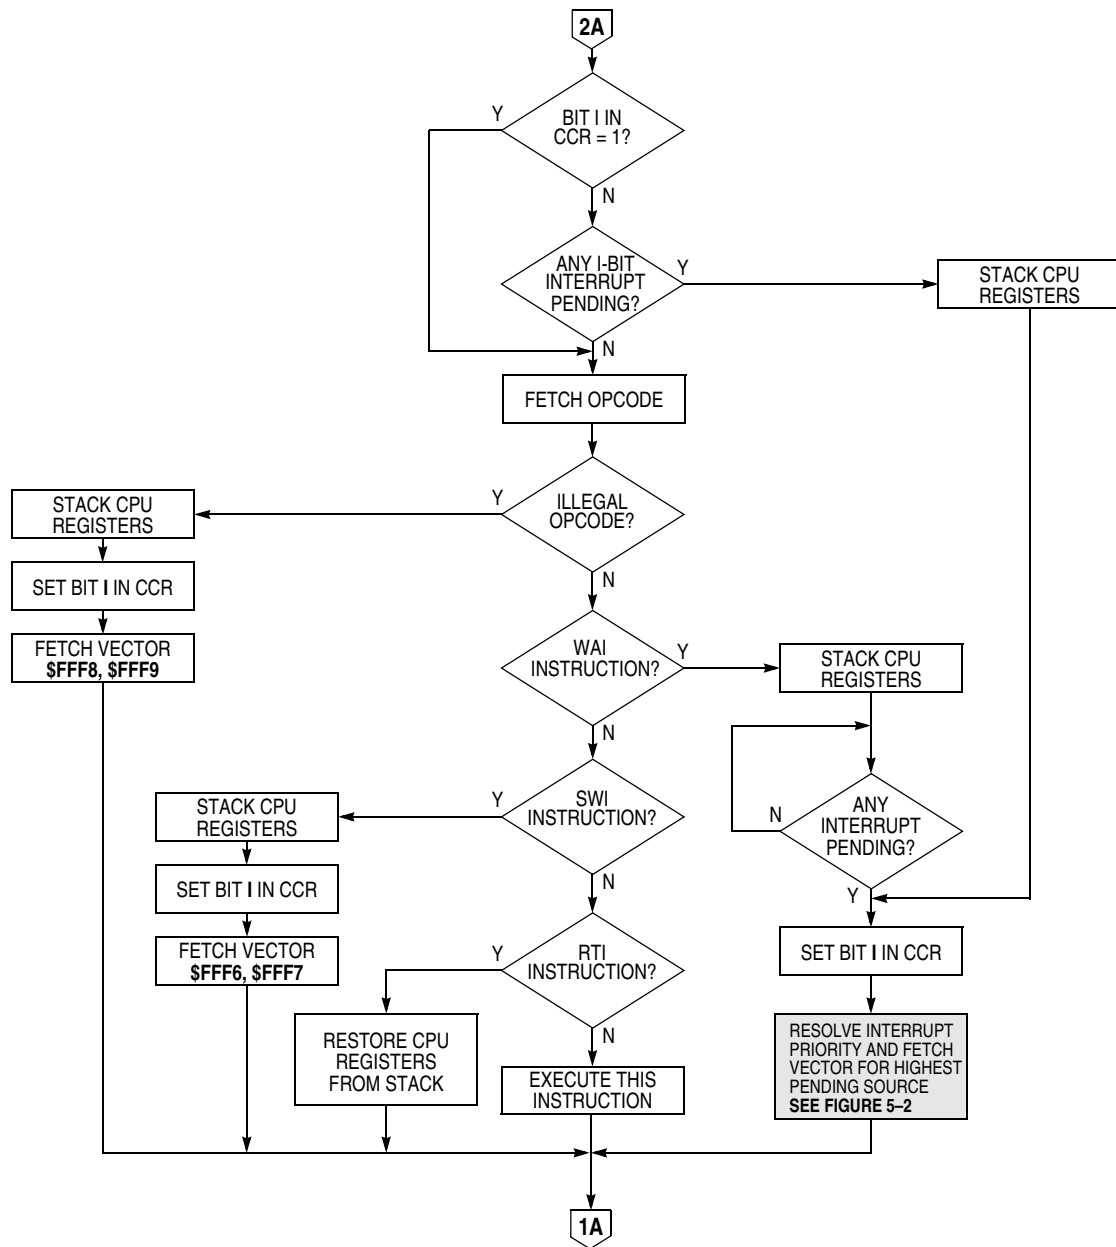 2A
BIT I IN
CCR = 1?
Y
N
ANY I-BIT
INTERRUPT
PENDING?
Y
N
STACK CPU
REGISTERS
FETCH OPCODE
ILLEGAL
OPCODE?
Y
N
STACK CPU
REGISTERS
SET BIT I IN CCR
FETCH VECTOR
$FFF8, $FFF9
WAI
INSTRUCTION?
Y
N
STACK CPU
REGISTERS
ANY
INTERRUPT
PENDING?
N
Y
SWI
INSTRUCTION?
Y
N
STACK CPU
REGISTERS
SET BIT I IN CCR
FETCH VECTOR
$FFF6, $FFF7
RTI
INSTRUCTION?
Y
N
RESTORE CPU
REGISTERS
FROM STACK
EXECUTE THIS
INSTRUCTION
SET BIT I IN CCR
RESOLVE INTERRUPT
PRIORITY AND FETCH
VECTOR FOR HIGHEST
PENDING SOURCE
SEE FIGURE 5–2
1A